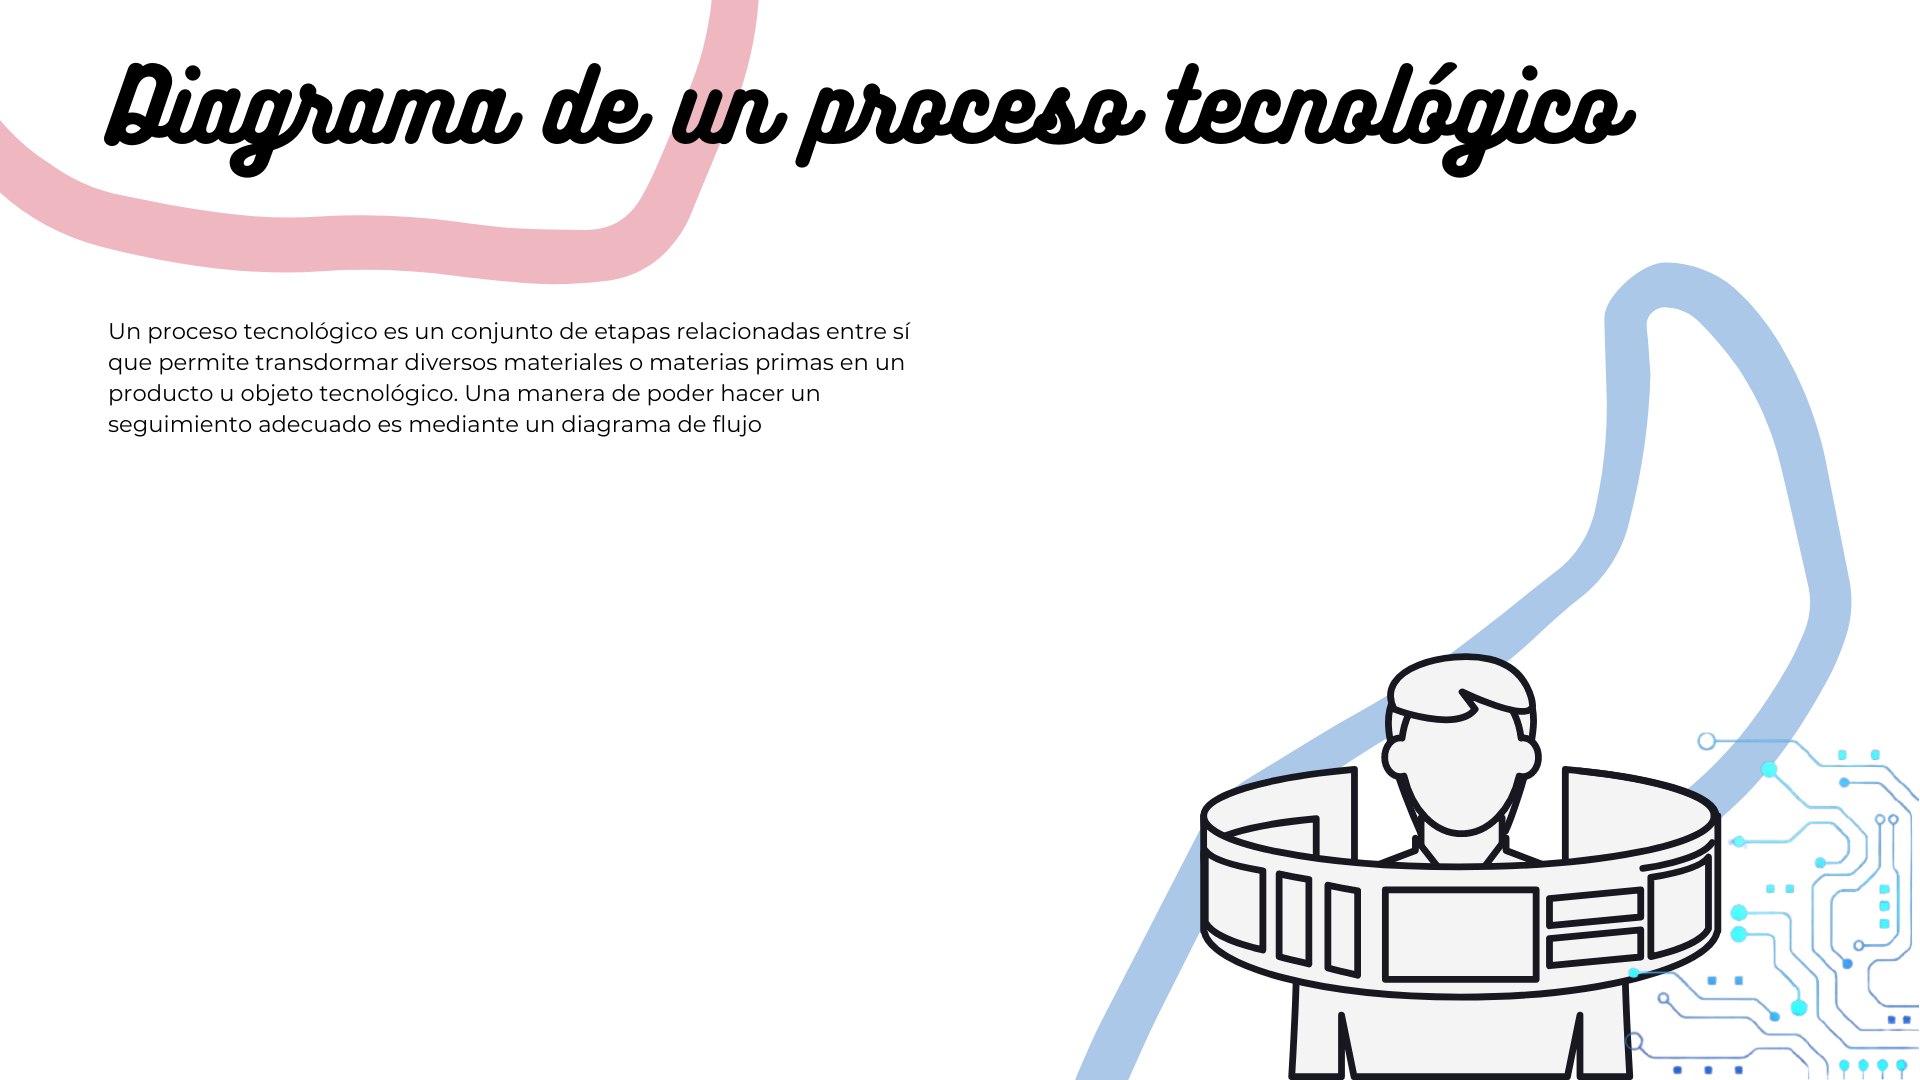 Diagrama de un proceso tecnológico
Un proceso tecnológico es un conjunto de etapas relacionadas entre sí
que permite transdormar diversos materiales o materias primas en un
producto u objeto tecnológico. Una manera de poder hacer un
seguimiento adecuado es mediante un diagrama de flujo